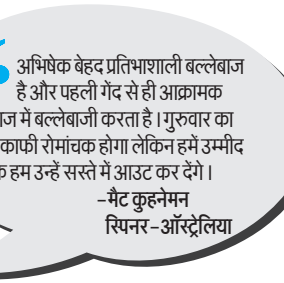 अभिषेक बेहद प्रतिभाशाली बल्लेबाज
है और पहली गेंद से ही आक्रामक
में बल्लेबाजी करता है। गुरुवार का
काफी रोमांचक होगा लेकिन हमें उम्मीद
हम उन्हें सस्ते में आउट कर देंगे।
-मैट कुहनेमन
स्पिनर-ऑस्ट्रेलिया